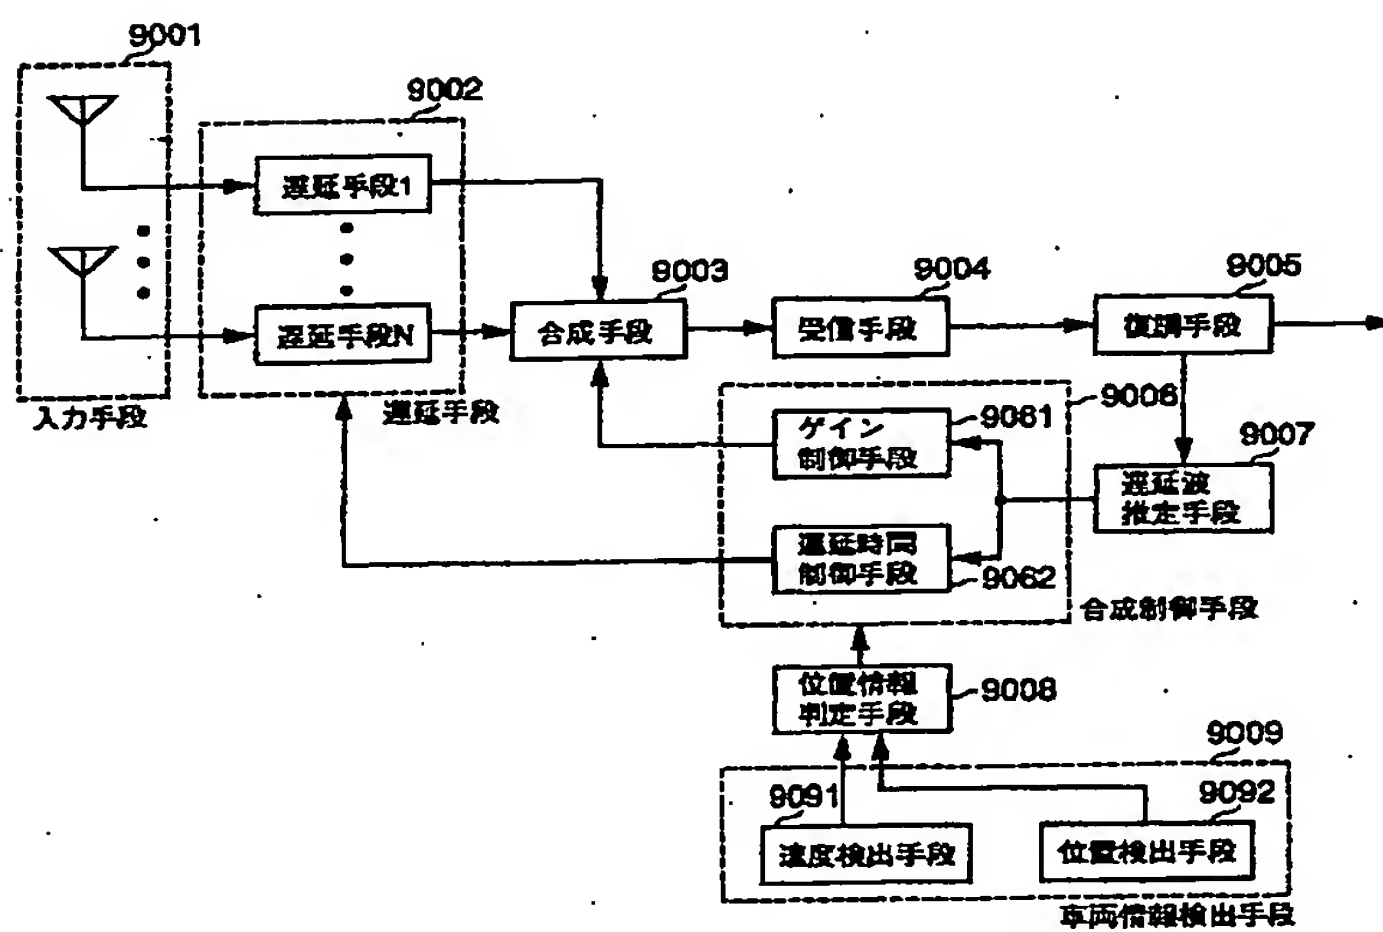 9001
9002
遅延手段1
遅延手段N
入力手段
遅延手段
9003
合成手段
9004
受信手段
9005
復調手段
9006
9061
ゲイン
制御手段
9007
遅延波
推定手段
遅延時間
制御手段
9062
合成制御手段
位置情報
判定手段
9008
9009
9091
速度検出手段
9092
位置検出手段
車両情報検出手段